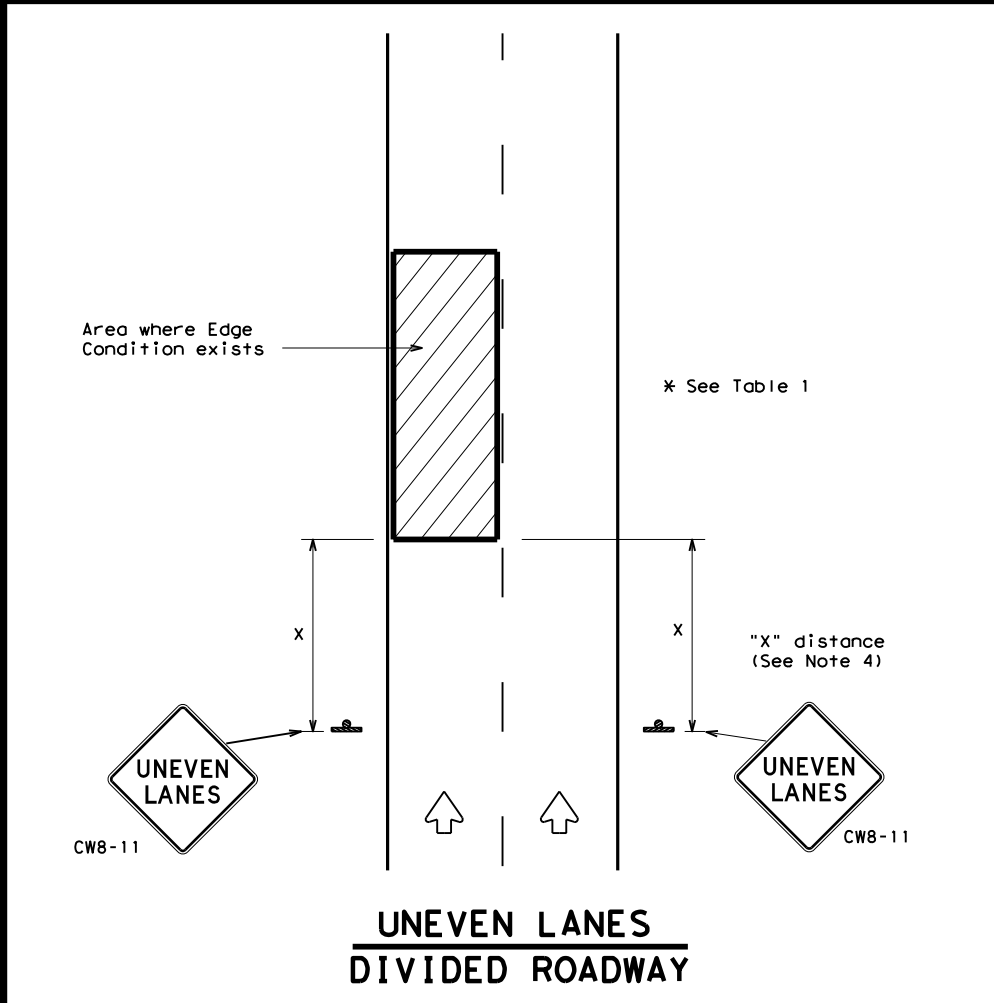 Area where Edge
Condition exists
* See Table 1
X
X
"X" distance
(See Note 4)
UNEVEN
LANES
CW8-11
UNEVEN
LANES
CW8-11
UNEVEN LANES
DIVIDED ROADWAY